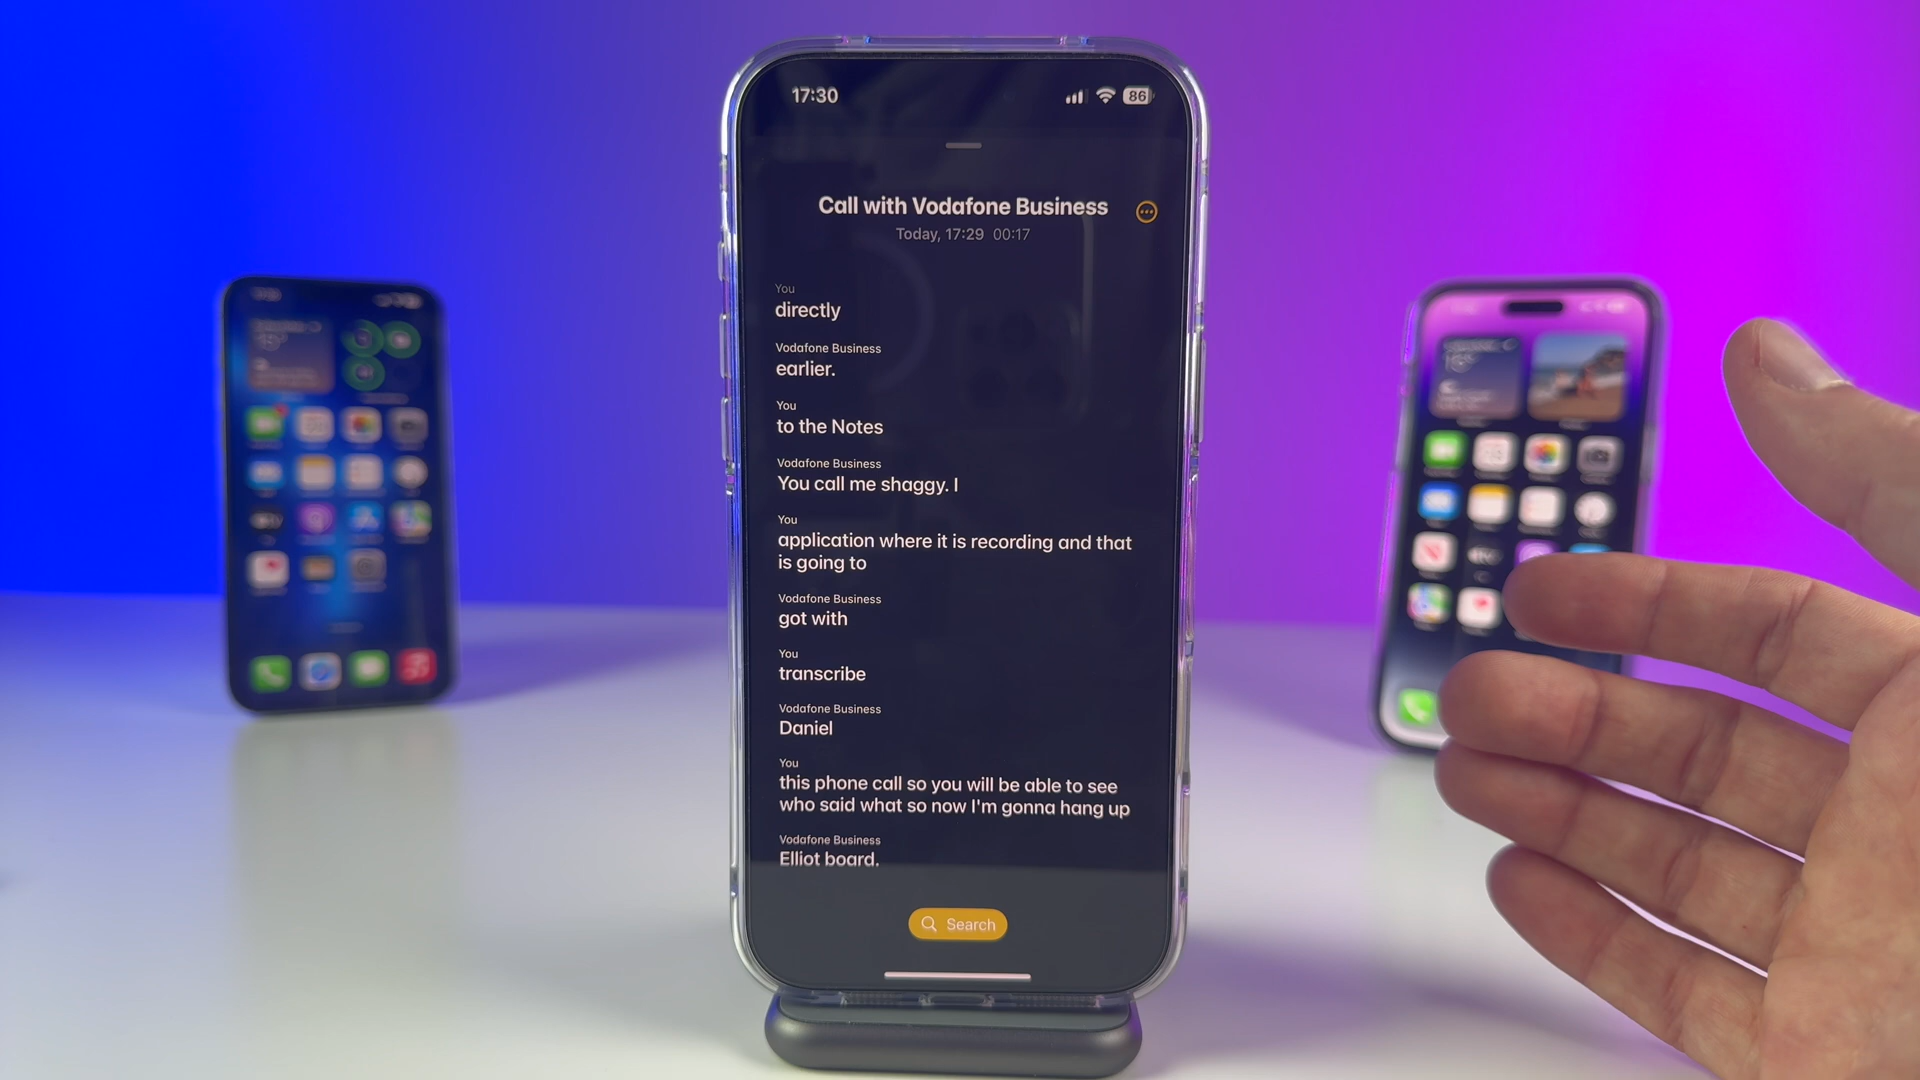 17:30
86
Call with Vodafone Business
Today, 17:29 00:17
You
directly
Vodafone Business
earlier.
You
to the Notes
Vodafone Business
You call me shaggy. I
You
application where it is recording and that
is going to
Vodafone Business
got with
You
transcribe
Vodafone Business
Daniel
You
this phone call so you will be able to see
who said what so now I'm gonna hang up
Vodafone Business
Elliot board.
Search